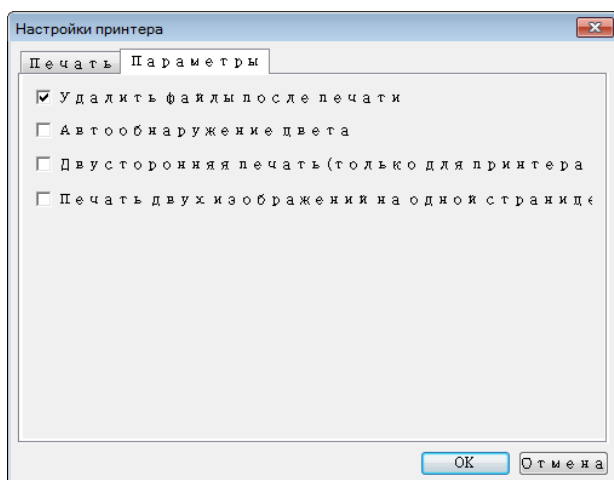 Настройки принтера
Печать Параметры
Удалить файлы после печати
Автообнаружение цвета
Двусторонняя печать (только для принтера
Печать двух изображений на одной странице
OK Отмена